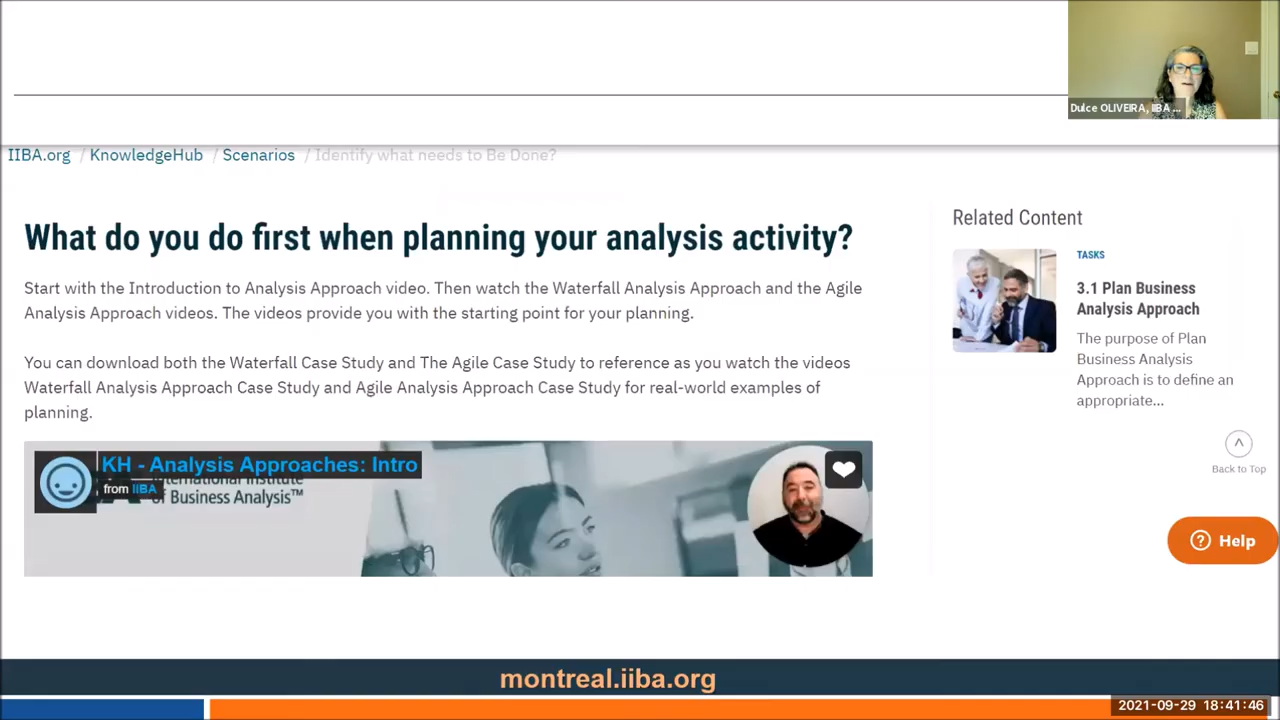 Dulce OLIVEIRA, IIBA ...
IIBA.org / KnowledgeHub / Scenarios / Identify what needs to Be Done?
What do you do first when planning your analysis activity?
Start with the Introduction to Analysis Approach video. Then watch the Waterfall Analysis Approach and the Agile
Analysis Approach videos. The videos provide you with the starting point for your planning.
You can download both the Waterfall Case Study and The Agile Case Study to reference as you watch the videos
Waterfall Analysis Approach Case Study and Agile Analysis Approach Case Study for real-world examples of
planning.
KH - Analysis Approaches: Intro
from IIBA
International Institute
of Business Analysis™
Related Content
TASKS
3.1 Plan Business
Analysis Approach
The purpose of Plan
Business Analysis
Approach is to define an
appropriate...
Back to Top
Help
montreal.iiba.org
2021-09-29 18:41:46